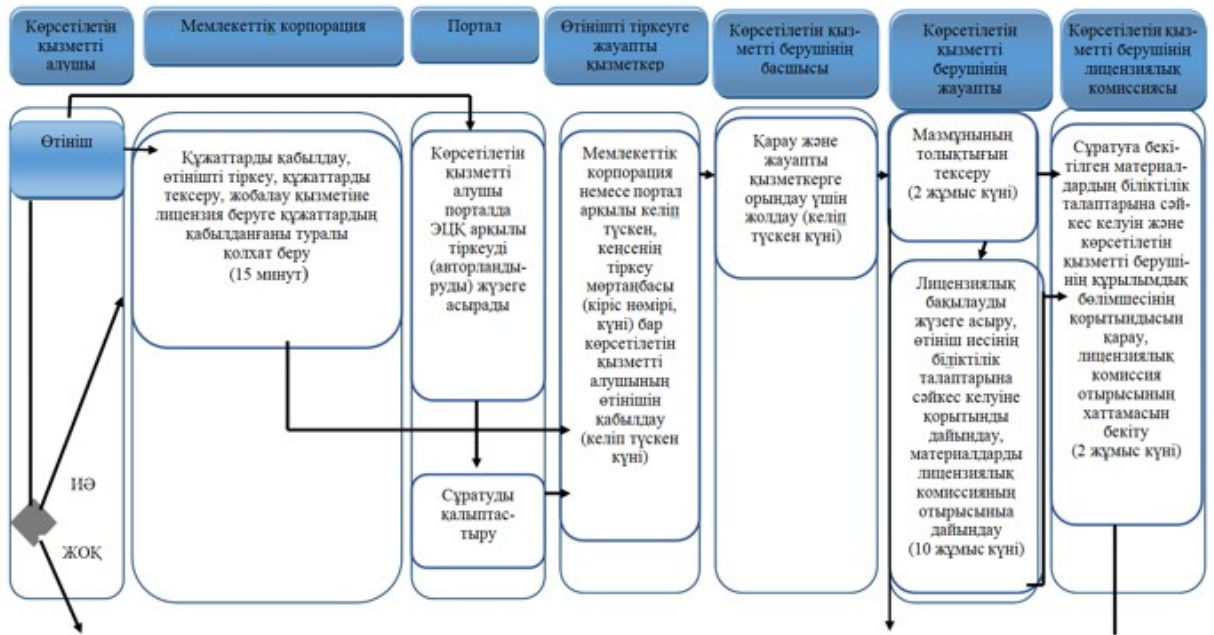 Көрсетілетін
қызметті
алушы
Мемлекеттік корпорация
Портал
Өтінішті тіркеуге
жауапты
қызметкер
Көрсетілетін қыз-
метті берушінің
басшысы
Көрсетілетін
қызметті
берушінің
жауапты
Көрсетілетін қыз-
метті берушінің
лицензиялық
комиссиясы
Өтініш
Құжаттарды қабылдау,
өтінішті тіркеу, құжаттарды
тексеру, жобалау қызметіне
лицензия беруге құжаттардың
қабылданғаны туралы
қолхат беру
(15 минут)
Көрсетілетін
қызметті
алушы
порталда
ЭЦҚ арқылы
тіркеуді
(авторланды-
руды) жүзеге
асырады
Сұратуды
қалыптас-
тыру
Мемлекеттік
корпорация
немесе портал
арқылы келіп
түскен,
кеңсенің
тіркеу
мөртаңбасы
(кіріс нөмірі,
күні) бар
көрсетілетін
қызметті
алушының
өтінішін
қабылдау
(келіп түскен
күні)
Қарау және
жауапты
қызметкерге
орындау үшін
жолдау (келіп
түскен күні)
Мазмұнының
толықтығын
тексеру
(2 жұмыс күні)
Лицензиялық
бақылауды
жүзеге асыру,
өтініш иесінің
біліктілік
талаптарына
сәйкес келуіне
қорытынды
дайындау,
материалдарды
лицензиялық
комиссияның
отырысыныа
дайындау
(10 жұмыс күні)
Сұратуға бекі-
тілген материал-
дардың біліктілік
талаптарына сәй-
кес келуін және
көрсетілетін
қызметті беруші-
нің құрылымдық
бөлімшесінің
қорытындысын
қарау,
лицензиялық
комиссия
отырысының
хаттамасын
бекіту
(2 жұмыс күні)
ИӘ
ЖОҚ